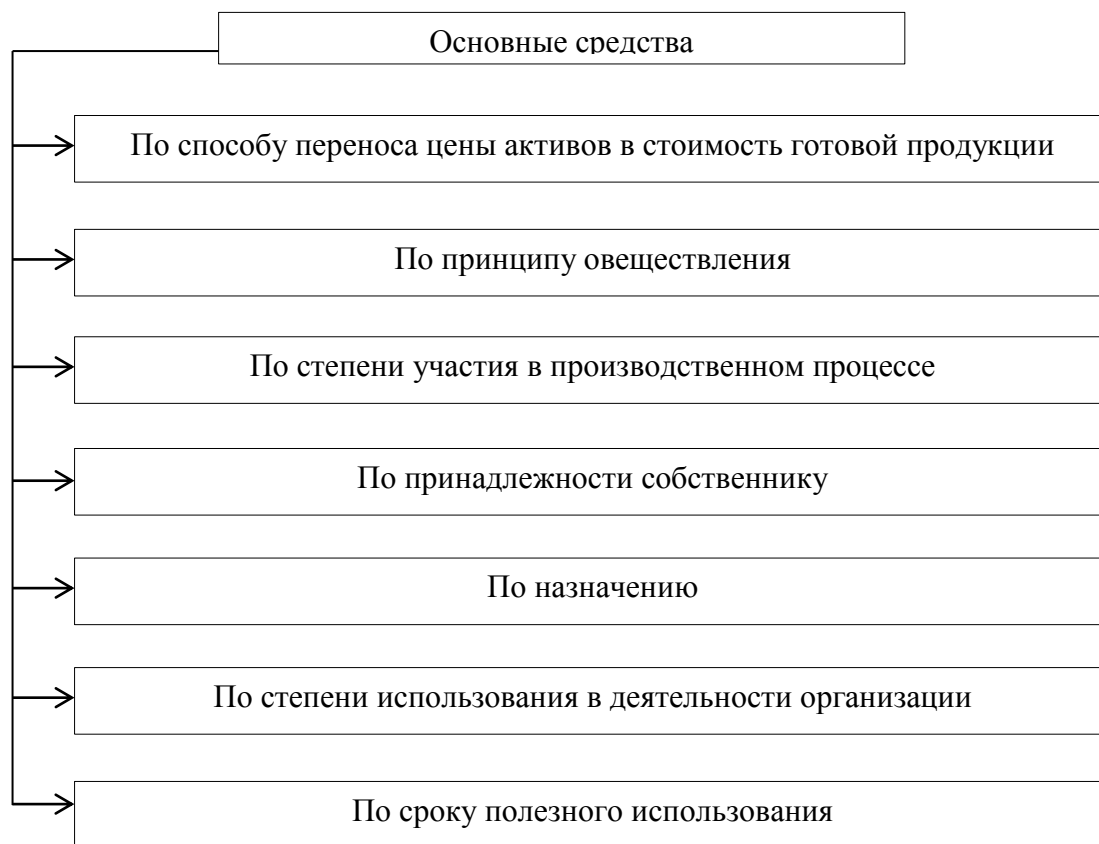 Основные средства
По способу переноса цены активов в стоимость готовой продукции
По принципу овеществления
По степени участия в производственном процессе
По принадлежности собственнику
По назначению
По степени использования в деятельности организации
По сроку полезного использования